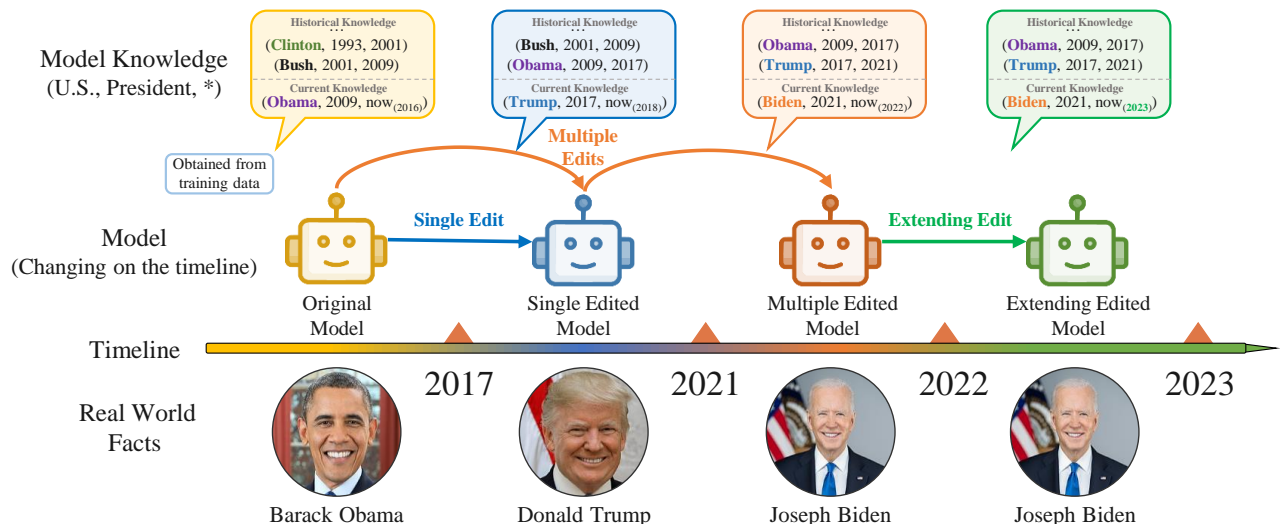 Model Knowledge
(U.S., President, *)
Historical Knowledge
...
(Clinton, 1993, 2001)
(Bush, 2001, 2009)
Current Knowledge
(Obama, 2009, now(2016))
Historical Knowledge
...
(Bush, 2001, 2009)
(Obama, 2009, 2017)
Current Knowledge
(Trump, 2017, now(2018))
Historical Knowledge
...
(Obama, 2009, 2017)
(Trump, 2017, 2021)
Current Knowledge
(Biden, 2021, now(2022))
Historical Knowledge
...
(Obama, 2009, 2017)
(Trump, 2017, 2021)
Current Knowledge
(Biden, 2021, now(2023))
Obtained from
training data
Multiple
Edits
Model
(Changing on the timeline)
Single Edit
Extending Edit
Original
Model
Single Edited
Model
Multiple Edited
Model
Extending Edited
Model
Timeline
2017
2021
2022
2023
Real World
Facts
Barack Obama
Donald Trump
Joseph Biden
Joseph Biden